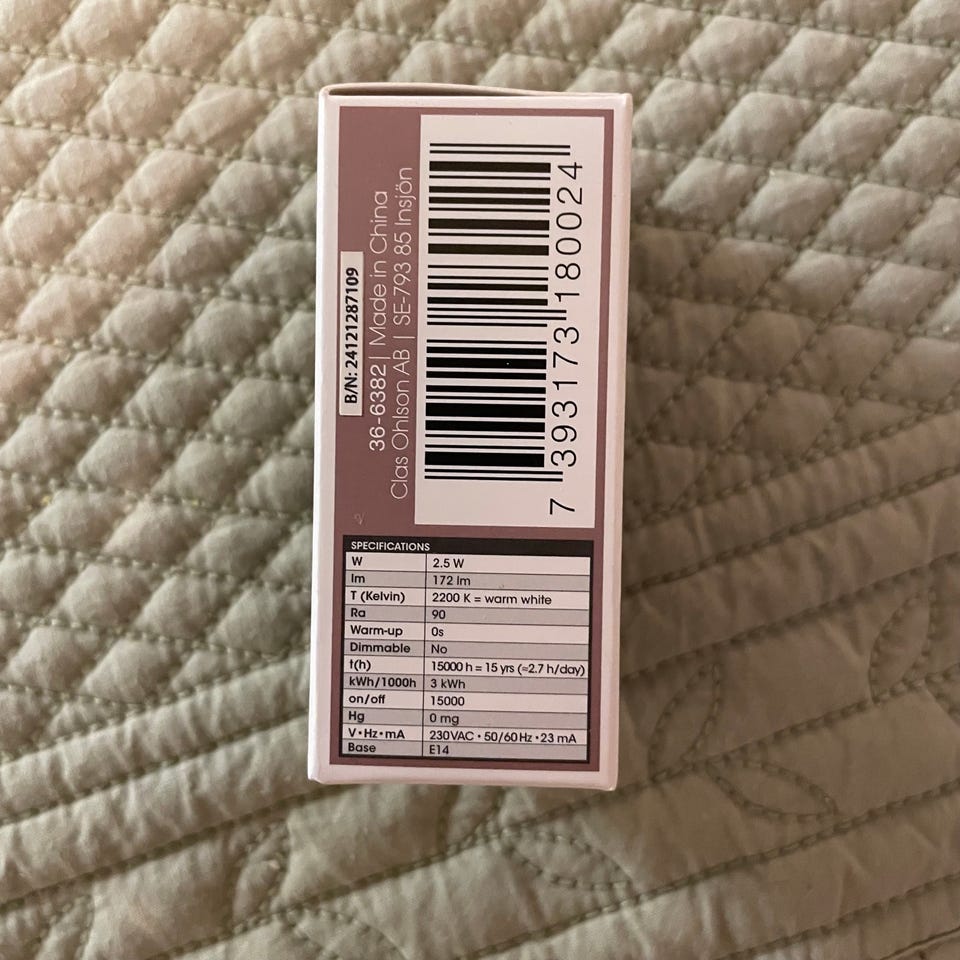 B/N: 24121287109
36-6382 | Made in China
Clas Ohlson AB | SE-793 85 Insjön
7 393173 180024
SPECIFICATIONS
W 2.5 W
lm 172 lm
T (Kelvin) 2200 K = warm white
Ra 90
Warm-up 0s
Dimmable No
t(h) 15000 h = 15 yrs (≈2.7 h/day)
kWh/1000h 3 kWh
on/off 15000
Hg 0 mg
V•Hz•mA 230VAC • 50/60 Hz • 23 mA
Base E14